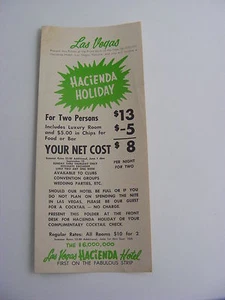 Las Vegas
HACIENDA
HOLIDAY
For Two Persons $13
Includes Luxury Room
and $5.00 in Chips for $-5
Food or Bar
YOUR NET COST $8
PER NIGHT
FOR TWO
AVAILABLE TO CLUBS
CONVENTION GROUPS
WEDDING PARTIES, ETC.
SHOULD OUR HOTEL BE FULL OR IF YOU
DO NOT PLAN ON SPENDING THE NITE
IN LAS VEGAS, PLEASE BE OUR GUEST
FOR A COCKTAIL - NO CHARGE.
PRESENT THIS FOLDER AT THE FRONT
DESK FOR HACIENDA HOLIDAY OR YOUR
COMPLIMENTARY COCKTAIL CHECK
Regular Rates: All Rooms $10 for 2
THE $6,000,000
Las Vegas HACIENDA Hotel
FIRST ON THE FABULOUS STRIP